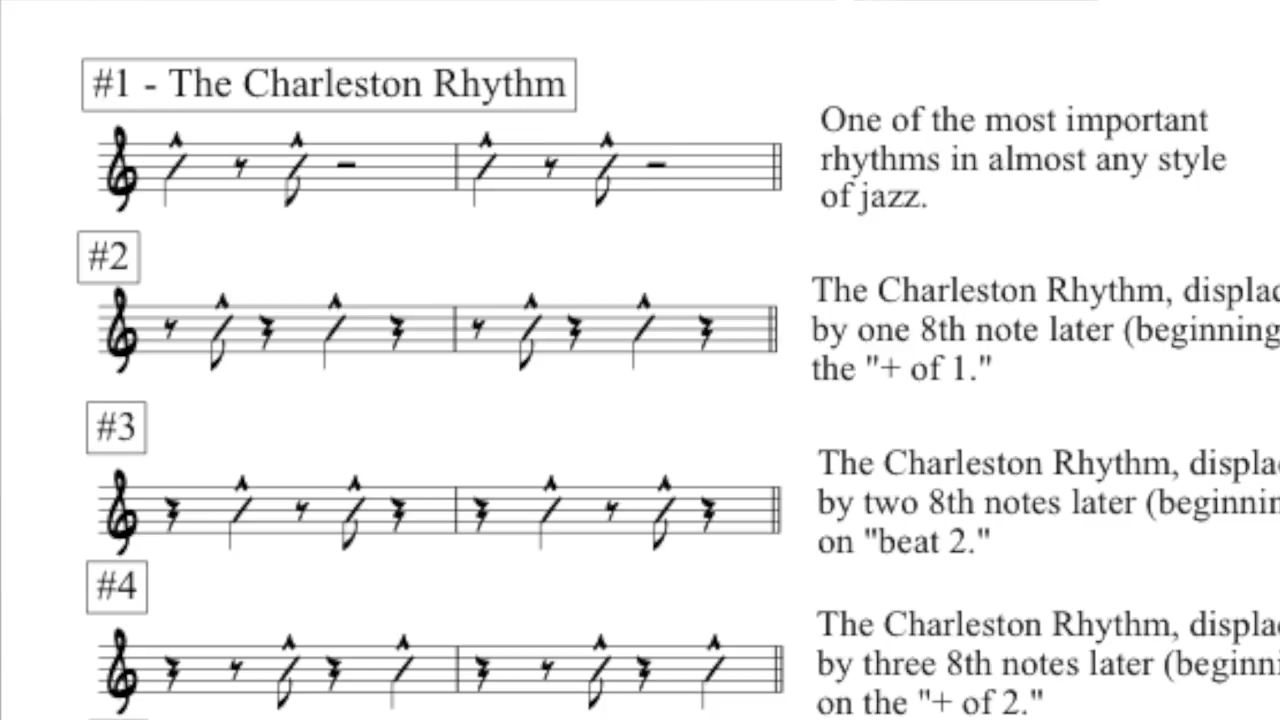 #1 - The Charleston Rhythm
One of the most important
rhythms in almost any style
of jazz.
#2
The Charleston Rhythm,
by one 8th note later (beginning
the "+ of 1."
#3
The Charleston Rhythm,
by two 8th notes later
on "beat 2."
#4
The Charleston Rhythm,
by three 8th notes later
on the "+ of 2."